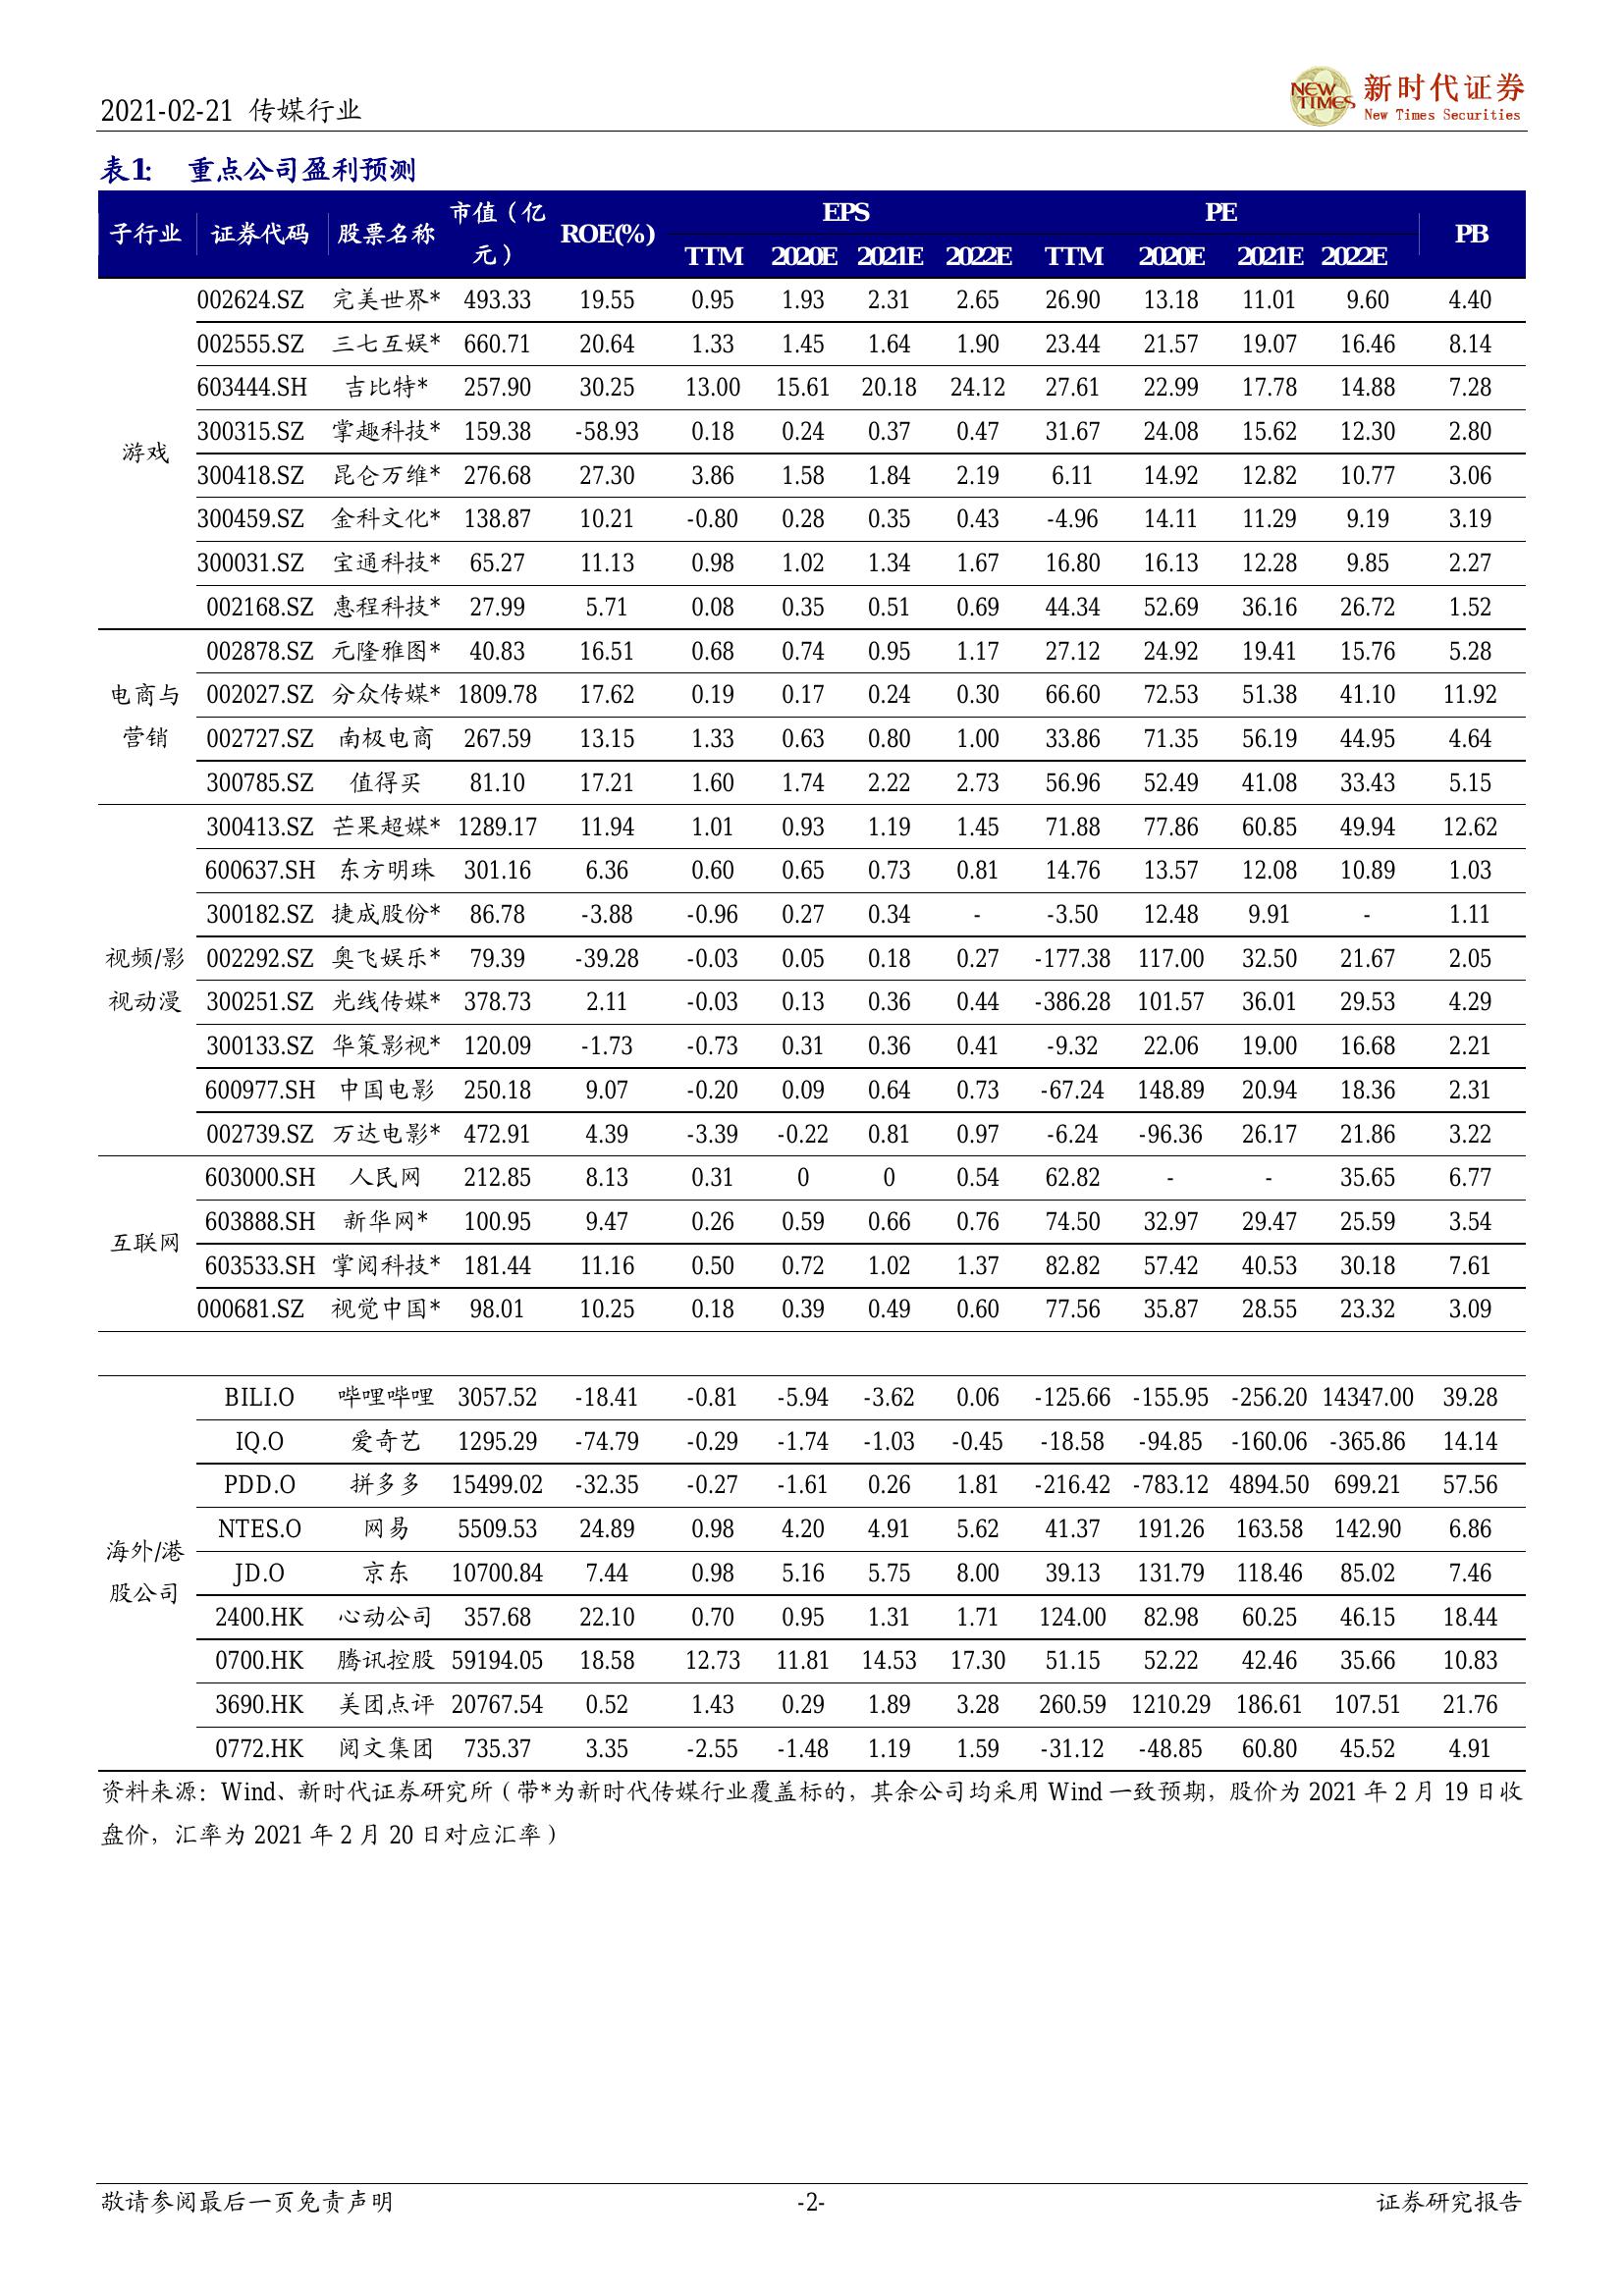 2021-02-21 传媒行业
NEW TIMES 新时代证券
New Times Securities
表1: 重点公司盈利预测
子行业 证券代码 股票名称 市值（亿元） ROE(%) EPS PE PB
TTM 2020E 2021E 2022E TTM 2020E 2021E 2022E
游戏
002624.SZ 完美世界* 493.33 19.55 0.95 1.93 2.31 2.65 26.90 13.18 11.01 9.60 4.40
002555.SZ 三七互娱* 660.71 20.64 1.33 1.45 1.64 1.90 23.44 21.57 19.07 16.46 8.14
603444.SH 吉比特* 257.90 30.25 13.00 15.61 20.18 24.12 27.61 22.99 17.78 14.88 7.28
300315.SZ 掌趣科技* 159.38 -58.93 0.18 0.24 0.37 0.47 31.67 24.08 15.62 12.30 2.80
300418.SZ 昆仑万维* 276.68 27.30 3.86 1.58 1.84 2.19 6.11 14.92 12.82 10.77 3.06
300459.SZ 金科文化* 138.87 10.21 -0.80 0.28 0.35 0.43 -4.96 14.11 11.29 9.19 3.19
300031.SZ 宝通科技* 65.27 11.13 0.98 1.02 1.34 1.67 16.80 16.13 12.28 9.85 2.27
002168.SZ 惠程科技* 27.99 5.71 0.08 0.35 0.51 0.69 44.34 52.69 36.16 26.72 1.52
电商与
营销
002878.SZ 元隆雅图* 40.83 16.51 0.68 0.74 0.95 1.17 27.12 24.92 19.41 15.76 5.28
002027.SZ 分众传媒* 1809.78 17.62 0.19 0.17 0.24 0.30 66.60 72.53 51.38 41.10 11.92
002727.SZ 南极电商 267.59 13.15 1.33 0.63 0.80 1.00 33.86 71.35 56.19 44.95 4.64
300785.SZ 值得买 81.10 17.21 1.60 1.74 2.22 2.73 56.96 52.49 41.08 33.43 5.15
视频/影
视动漫
300413.SZ 芒果超媒* 1289.17 11.94 1.01 0.93 1.19 1.45 71.88 77.86 60.85 49.94 12.62
600637.SH 东方明珠 301.16 6.36 0.60 0.65 0.73 0.81 14.76 13.57 12.08 10.89 1.03
300182.SZ 捷成股份* 86.78 -3.88 -0.96 0.27 0.34 - -3.50 12.48 9.91 - 1.11
002292.SZ 奥飞娱乐* 79.39 -39.28 -0.03 0.05 0.18 0.27 -177.38 117.00 32.50 21.67 2.05
300251.SZ 光线传媒* 378.73 2.11 -0.03 0.13 0.36 0.44 -386.28 101.57 36.01 29.53 4.29
300133.SZ 华策影视* 120.09 -1.73 -0.73 0.31 0.36 0.41 -9.32 22.06 19.00 16.68 2.21
600977.SH 中国电影 250.18 9.07 -0.20 0.09 0.64 0.73 -67.24 148.89 20.94 18.36 2.31
002739.SZ 万达电影* 472.91 4.39 -3.39 -0.22 0.81 0.97 -6.24 -96.36 26.17 21.86 3.22
互联网
603000.SH 人民网 212.85 8.13 0.31 0 0 0.54 62.82 - - 35.65 6.77
603888.SH 新华网* 100.95 9.47 0.26 0.59 0.66 0.76 74.50 32.97 29.47 25.59 3.54
603533.SH 掌阅科技* 181.44 11.16 0.50 0.72 1.02 1.37 82.82 57.42 40.53 30.18 7.61
000681.SZ 视觉中国* 98.01 10.25 0.18 0.39 0.49 0.60 77.56 35.87 28.55 23.32 3.09
海外/港
股公司
BILI.O 哔哩哔哩 3057.52 -18.41 -0.81 -5.94 -3.62 0.06 -125.66 -155.95 -256.20 14347.00 39.28
IQ.O 爱奇艺 1295.29 -74.79 -0.29 -1.74 -1.03 -0.45 -18.58 -94.85 -160.06 -365.86 14.14
PDD.O 拼多多 15499.02 -32.35 -0.27 -1.61 0.26 1.81 -216.42 -783.12 4894.50 699.21 57.56
NTES.O 网易 5509.53 24.89 0.98 4.20 4.91 5.62 41.37 191.26 163.58 142.90 6.86
JD.O 京东 10700.84 7.44 0.98 5.16 5.75 8.00 39.13 131.79 118.46 85.02 7.46
2400.HK 心动公司 357.68 22.10 0.70 0.95 1.31 1.71 124.00 82.98 60.25 46.15 18.44
0700.HK 腾讯控股 59194.05 18.58 12.73 11.81 14.53 17.30 51.15 52.22 42.46 35.66 10.83
3690.HK 美团点评 20767.54 0.52 1.43 0.29 1.89 3.28 260.59 1210.29 186.61 107.51 21.76
0772.HK 阅文集团 735.37 3.35 -2.55 -1.48 1.19 1.59 -31.12 -48.85 60.80 45.52 4.91
资料来源：Wind、新时代证券研究所（带*为新时代传媒行业覆盖标的，其余公司均采用 Wind 一致预期，股价为 2021 年 2 月 19 日收
盘价，汇率为 2021 年 2 月 20 日对应汇率）
敬请参阅最后一页免责声明 -2- 证券研究报告